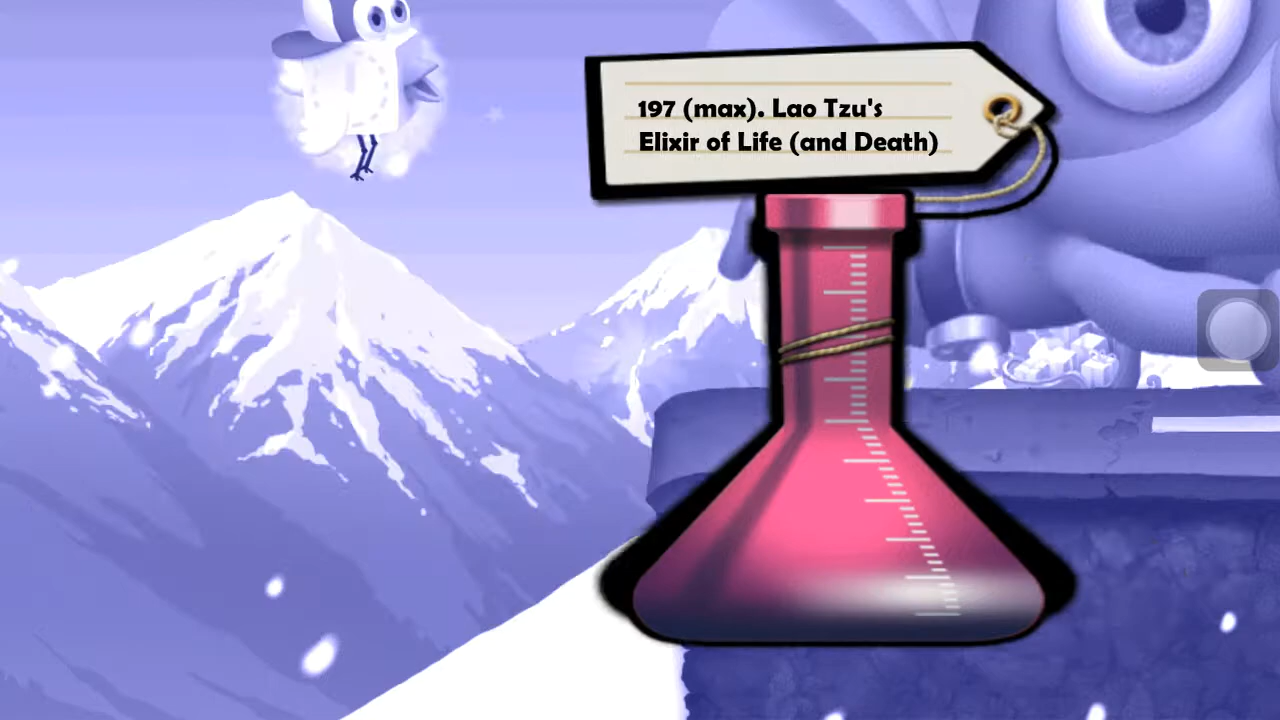 197 (max). Lao Tzu's
Elixir of Life (and Death)